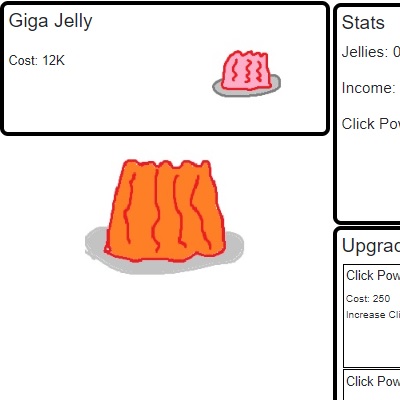 Giga Jelly
Cost: 12K
Stats
Jellies: 0
Income:
Click Pow
Upgrad
Click Pow
Cost: 250
Increase Cli
Click Pow